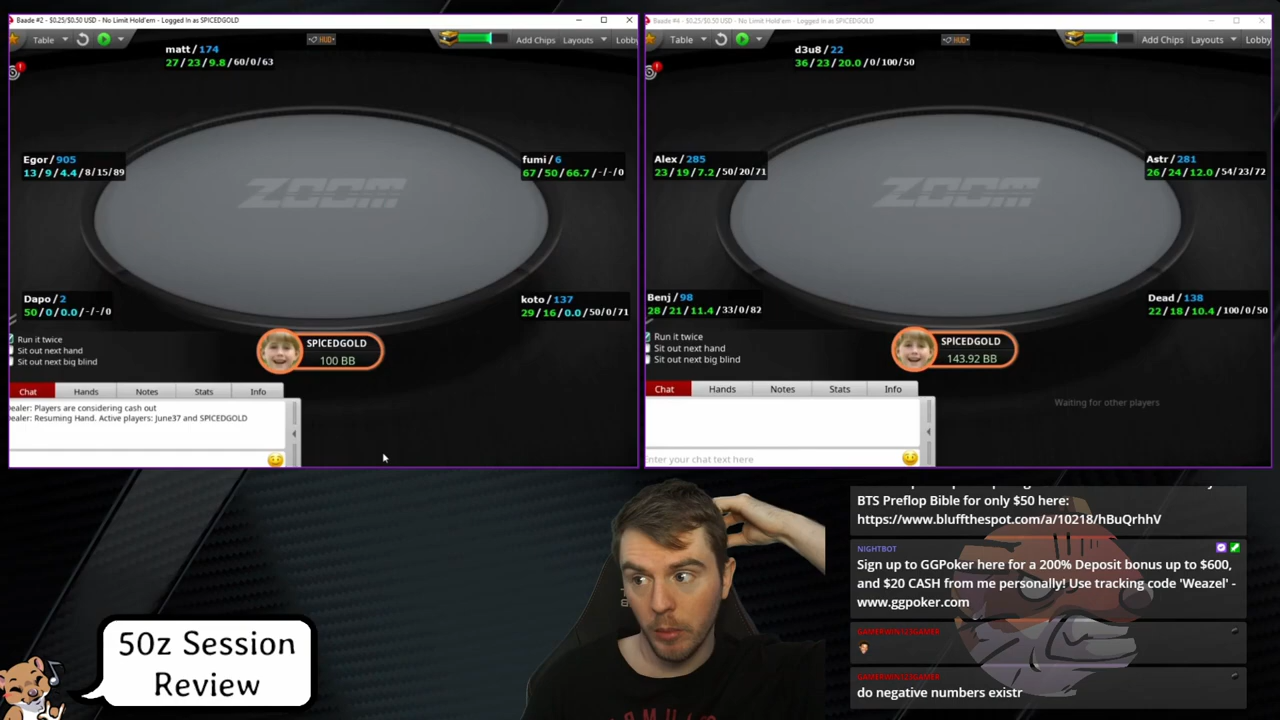 Baade #2 - $0.25/$0.50 USD - No Limit Hold'em - Logged In as SPICEDGOLD
Table
HUD+
Add Chips
Layouts
Lobb
matt / 174
27 / 23 / 9.8 / 60/0 / 63
Egor / 905
13 / 9 / 4.4 / 8/15 / 89
fumi / 6
67 / 50 / 66.7 / -/- /0
ZOOM
Dapo / 2
50 / 0 / 0.0 / -/- /0
koto / 137
29 / 16 / 0.0 / 50/0 / 71
Run it twice
Sit out next hand
Sit out next big blind
SPICEDGOLD
100 BB
Chat
Hands
Notes
Stats
Info
ealer: Players are considering cash out
ealer: Resuming Hand. Active players: June37 and SPICEDGOLD
Baade #4 - $0.25/$0.50 USD - No Limit Hold'em - Logged In as SPICEDGOLD
Table
HUD+
Add Chips
Layouts
Lobb
d3u8 / 22
36 / 23 / 20.0 / 0/100 / 50
Alex / 285
23 / 19 / 7.2 / 50/20 / 71
Astr / 281
26 / 24 / 12.0 / 54/23 / 72
ZOOM
Benj / 98
28 / 21 / 11.4 / 33/0 / 82
Dead / 138
22 / 18 / 10.4 / 100/0 / 50
Run it twice
Sit out next hand
Sit out next big blind
SPICEDGOLD
143.92 BB
Chat
Hands
Notes
Stats
Info
Waiting for other players
nter your chat text here
50z Session
Review
BTS Preflop Bible for only $50 here:
https://www.bluffthespot.com/a/10218/hBuQrhhV
NIGHTBOT
Sign up to GGPoker here for a 200% Deposit bonus up to $600,
and $20 CASH from me personally! Use tracking code 'Weazel' -
www.ggpoker.com
GAMERWIN123GAMER
GAMERWIN123GAMER
do negative numbers existr